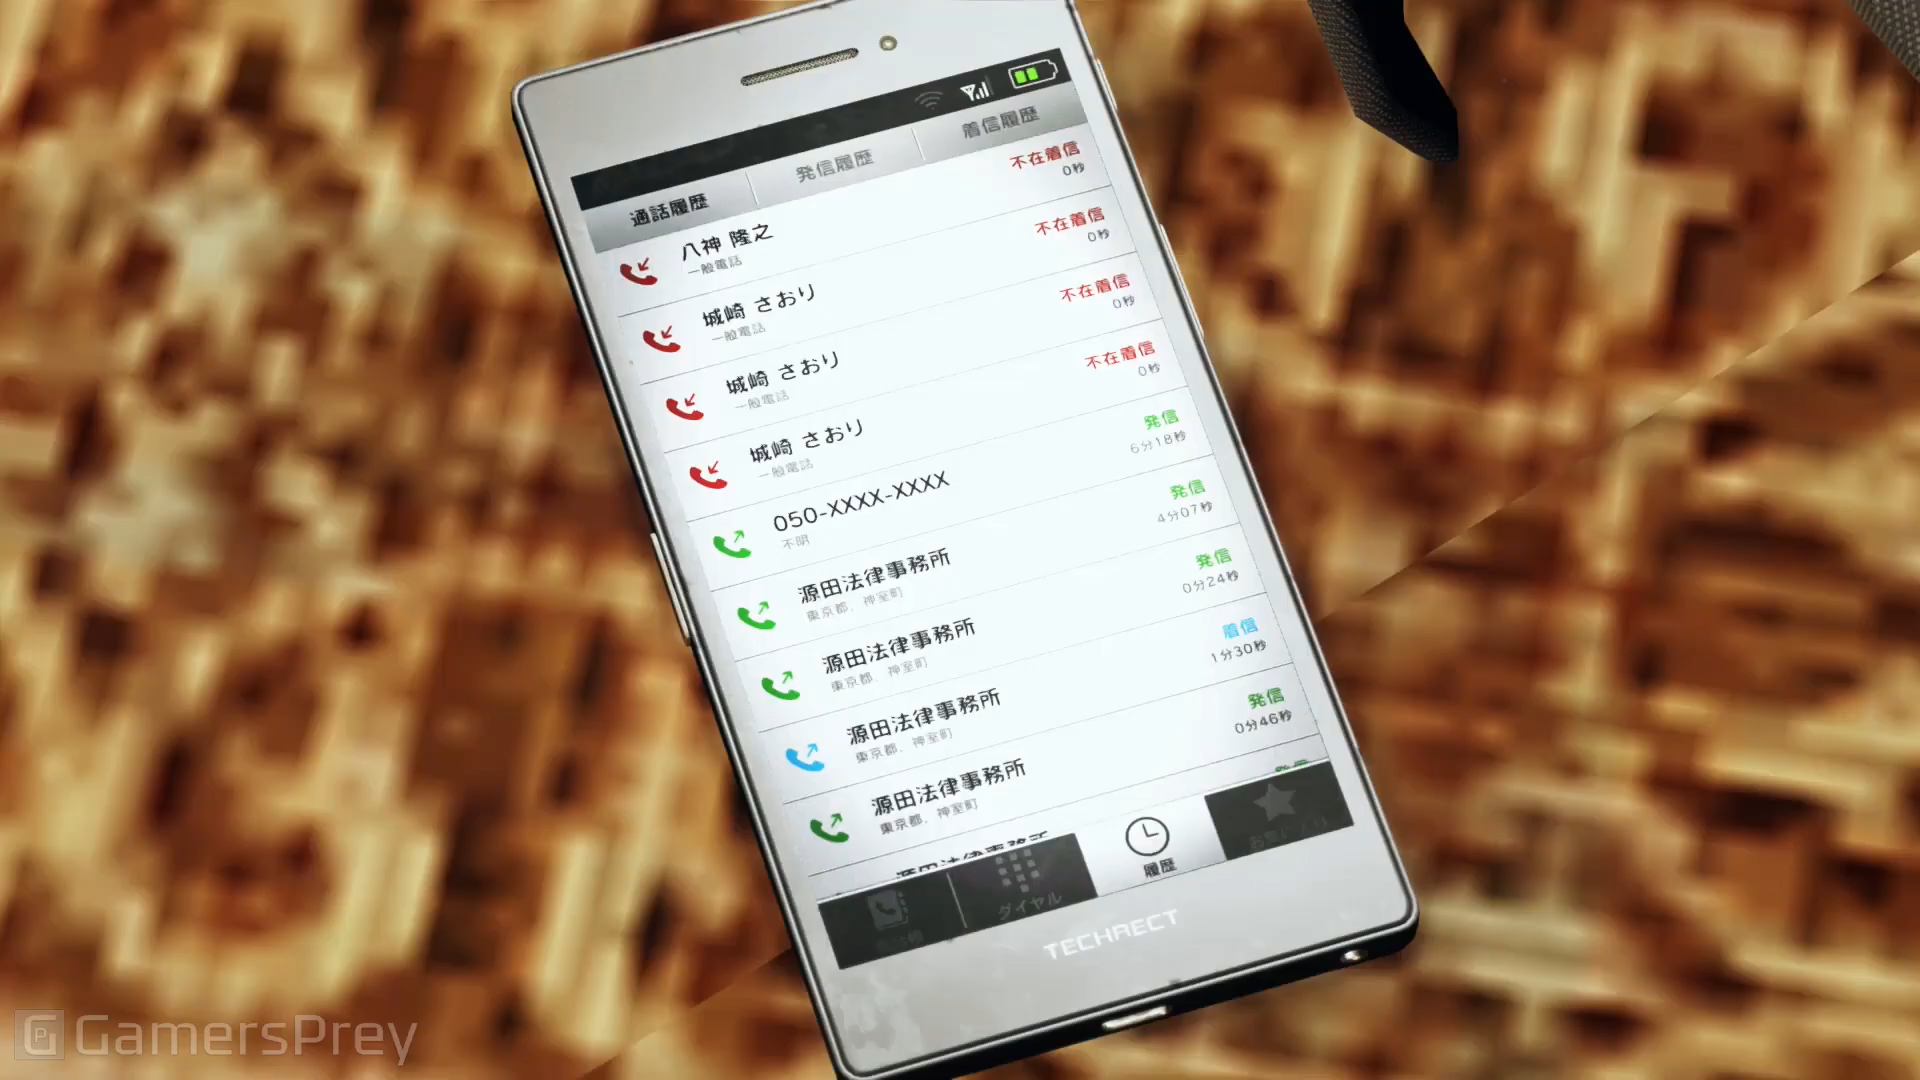 通話履歴
発信履歴
着信履歴
八神 隆之
一般電話
不在着信
0秒
城崎 さおり
一般電話
不在着信
0秒
城崎 さおり
一般電話
不在着信
0秒
城崎 さおり
一般電話
不在着信
0秒
050-XXXX-XXXX
不明
発信
6分18秒
源田法律事務所
東京都、神室町
発信
4分07秒
源田法律事務所
東京都、神室町
発信
0分24秒
源田法律事務所
東京都、神室町
着信
1分30秒
源田法律事務所
東京都、神室町
発信
0分46秒
源田法律事務所
発信
ダイヤル
履歴
TECHRECT
GamersPrey